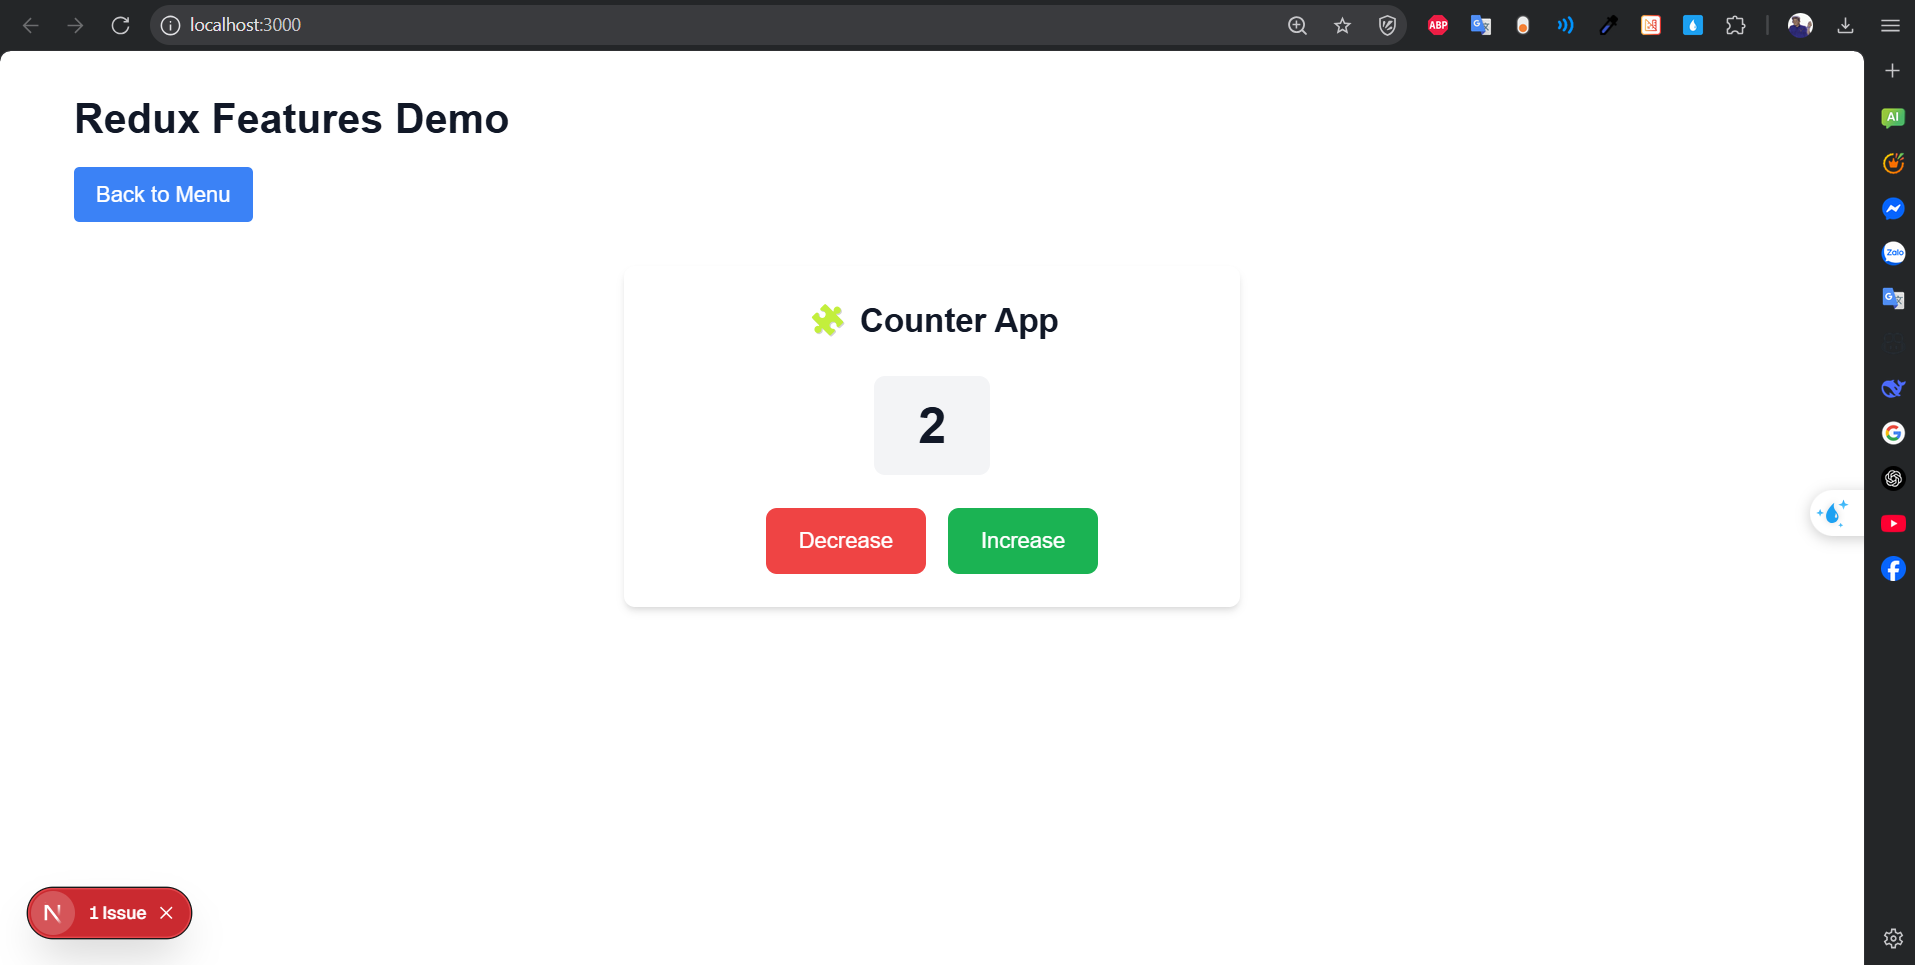 localhost:3000
ABP
Redux Features Demo
Back to Menu
Counter App
2
Decrease
Increase
1 Issue
N
AI
Zalo